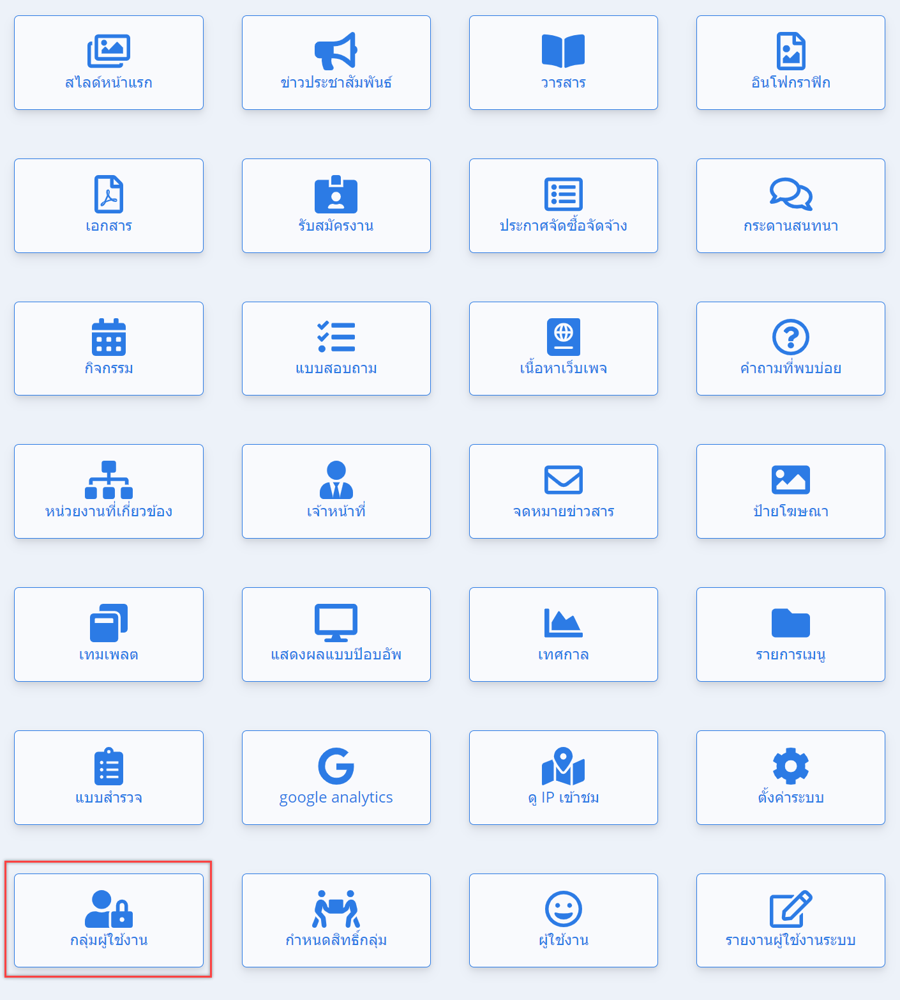 สไลด์หน้าแรก
ข่าวประชาสัมพันธ์
วารสาร
อินโฟกราฟิก
เอกสาร
รับสมัครงาน
ประกาศจัดซื้อจัดจ้าง
กระดานสนทนา
กิจกรรม
แบบสอบถาม
เนื้อหาเว็บเพจ
คำถามที่พบบ่อย
หน่วยงานที่เกี่ยวข้อง
เจ้าหน้าที่
จดหมายข่าวสาร
ป้ายโฆษณา
เทมเพลต
แสดงผลแบบป๊อบอัพ
เทศกาล
รายการเมนู
แบบสำรวจ
google analytics
ดู IP เข้าชม
ตั้งค่าระบบ
กลุ่มผู้ใช้งาน
กำหนดสิทธิ์กลุ่ม
ผู้ใช้งาน
รายงานผู้ใช้งานระบบ